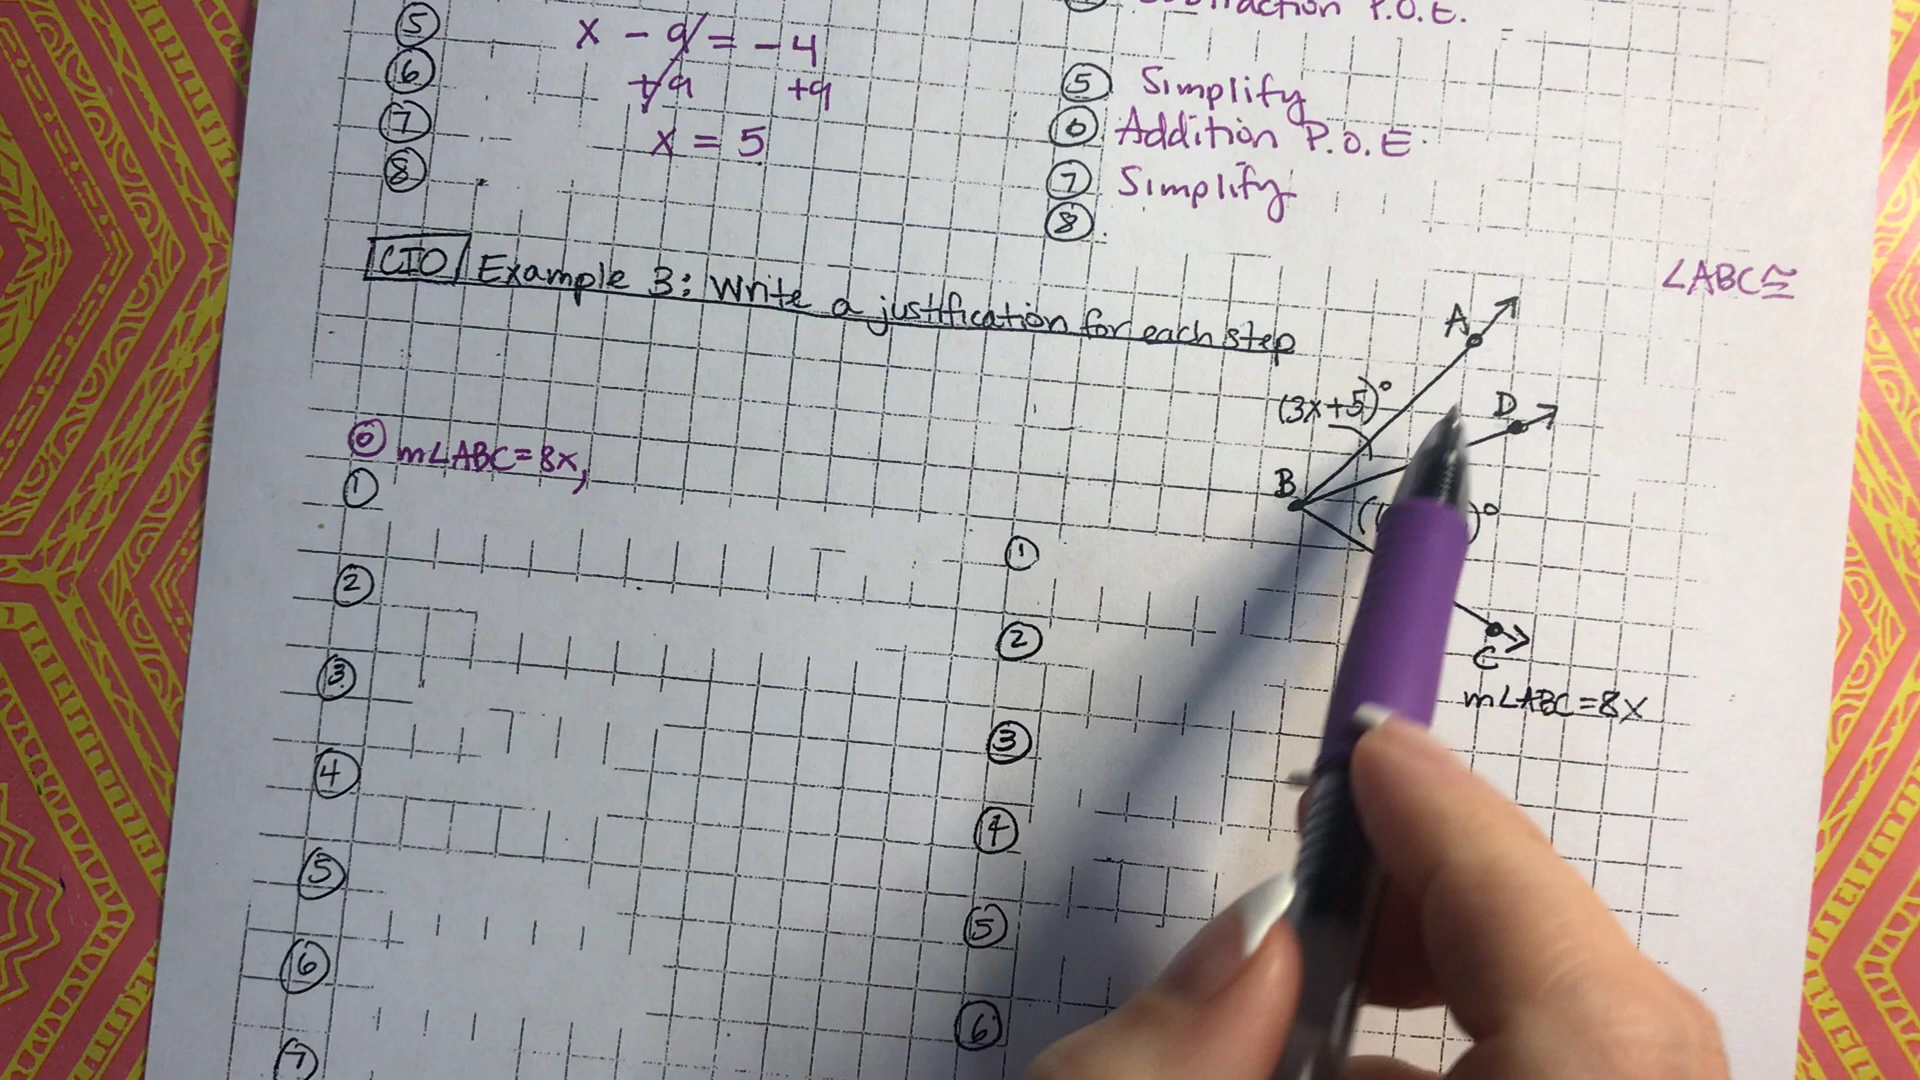 Subtraction P.O.E.
⑤ x - 9 = -4
⑥ +9 +9
⑦ x = 5
⑧
⑤ Simplify
⑥ Addition P.O.E.
⑦ Simplify
⑧
CIO Example 3: Write a justification for each step
∠ABC≅
A
(3x+5)°
D
B
( )°
C
m∠ABC=8x
⓪ m∠ABC=8x,
①
②
③
④
⑤
⑥
⑦
①
②
③
④
⑤
⑥